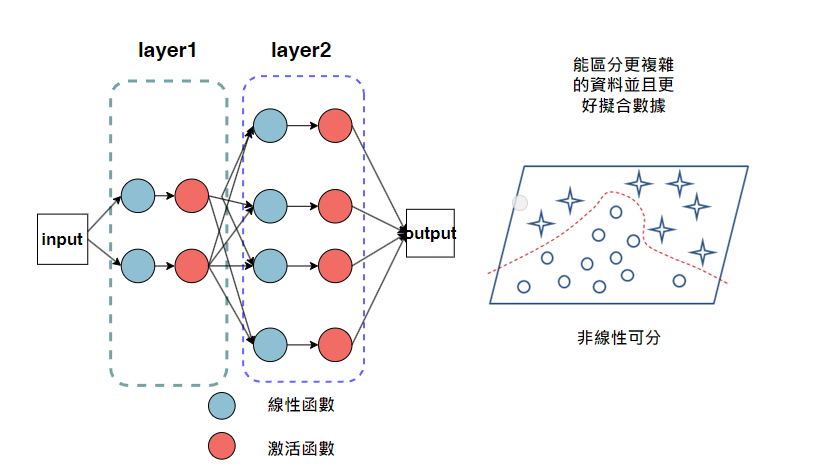 layer1
layer2
input
output
線性函數
激活函數
能區分更複雜
的資料並且更
好擬合數據
非線性可分